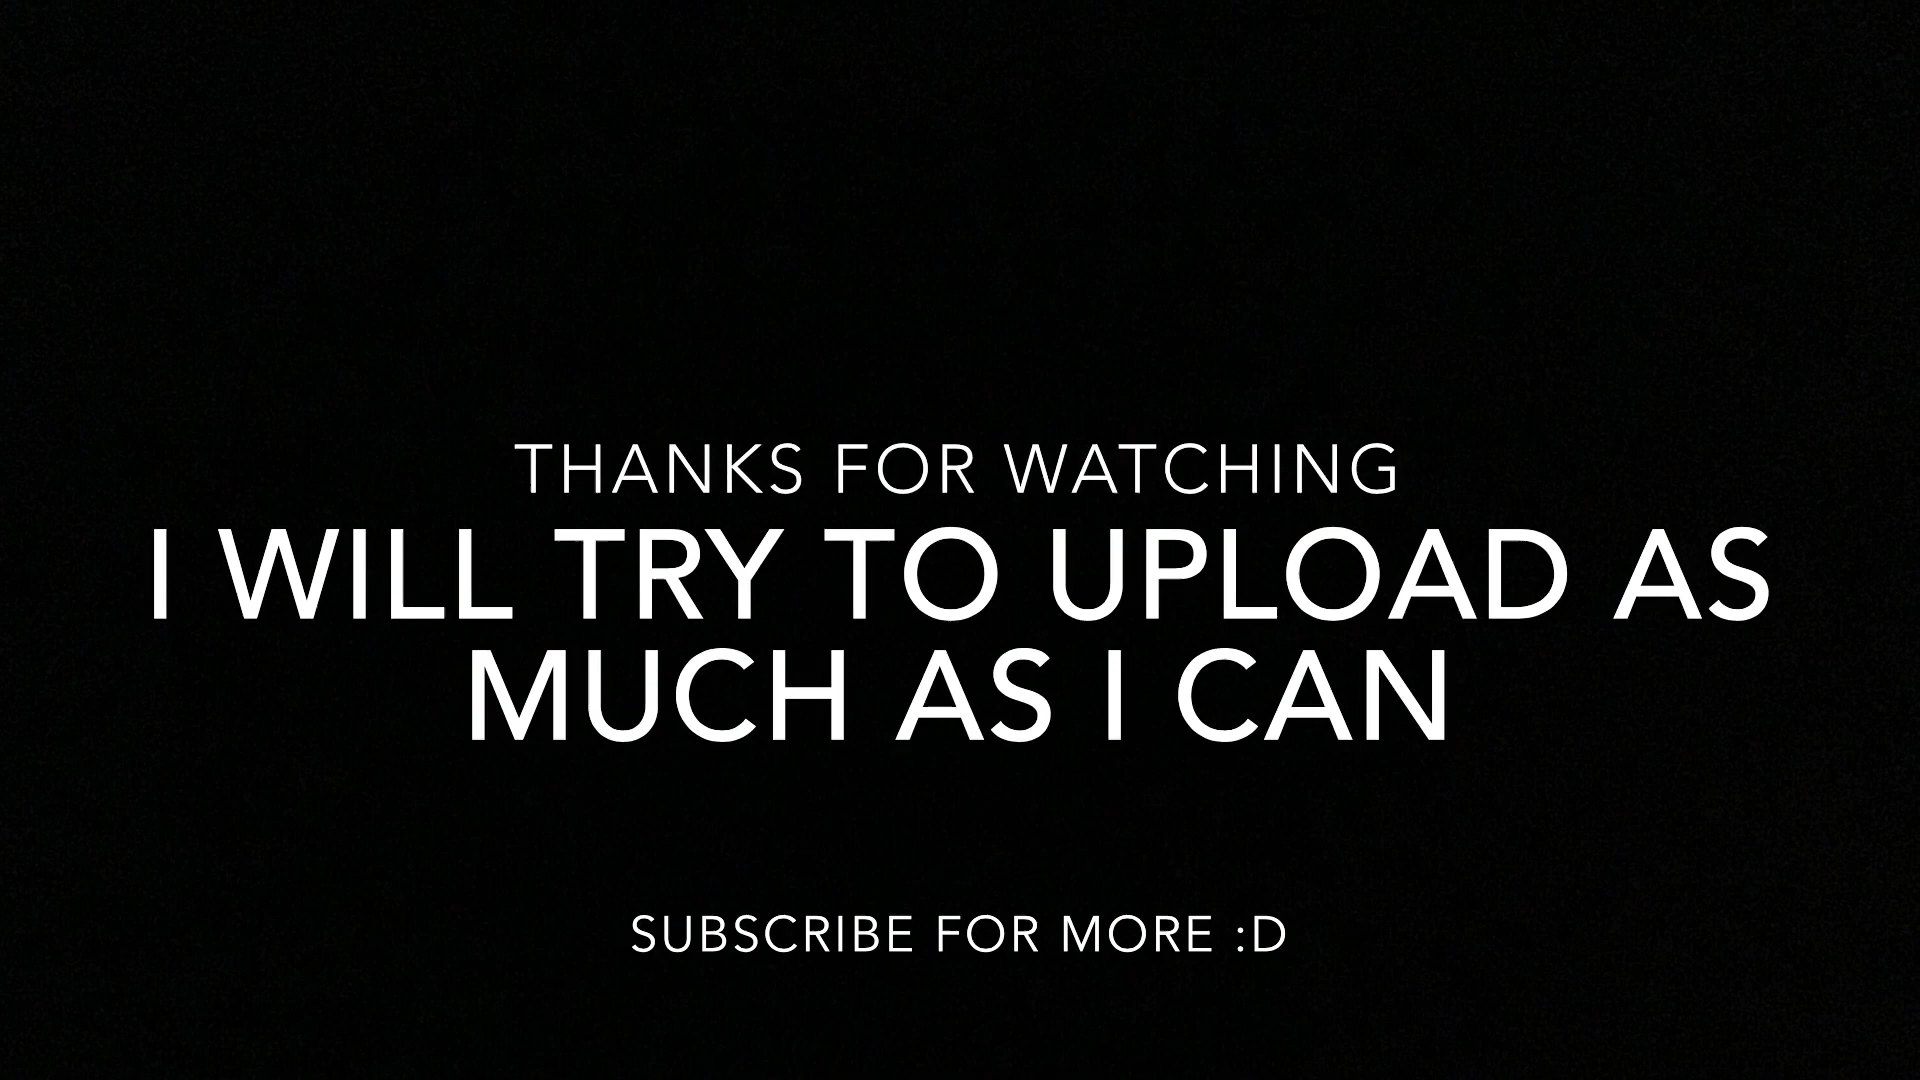 THANKS FOR WATCHING
I WILL TRY TO UPLOAD AS
MUCH AS I CAN
SUBSCRIBE FOR MORE :D